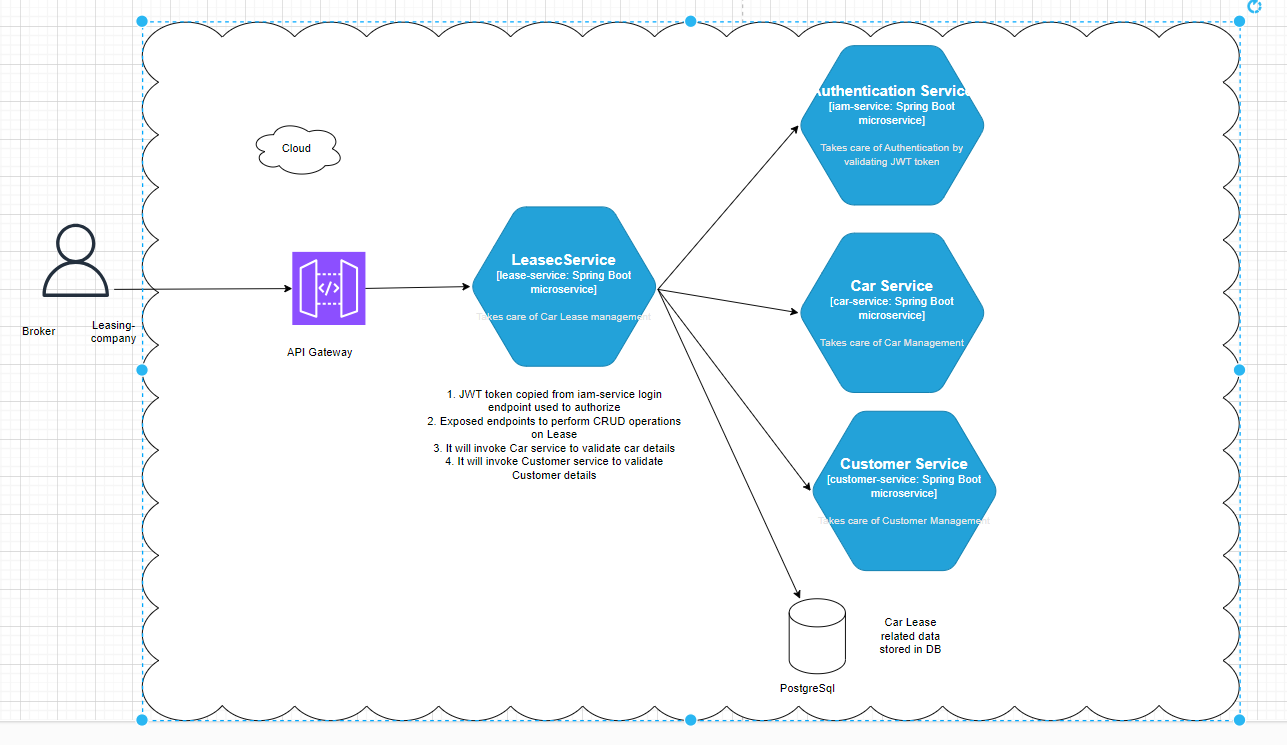 Authentication Service
[iam-service: Spring Boot
microservice]
Takes care of Authentication by
validating JWT token
Cloud
LeasecService
[lease-service: Spring Boot
microservice]
Takes care of Car Lease management
Car Service
[car-service: Spring Boot
microservice]
Takes care of Car Management
Broker
Leasing-
company
API Gateway
1. JWT token copied from iam-service login
endpoint used to authorize
2. Exposed endpoints to perform CRUD operations
on Lease
3. It will invoke Car service to validate car details
4. It will invoke Customer service to validate
Customer details
Customer Service
[customer-service: Spring Boot
microservice]
Takes care of Customer Management
Car Lease
related data
stored in DB
PostgreSql